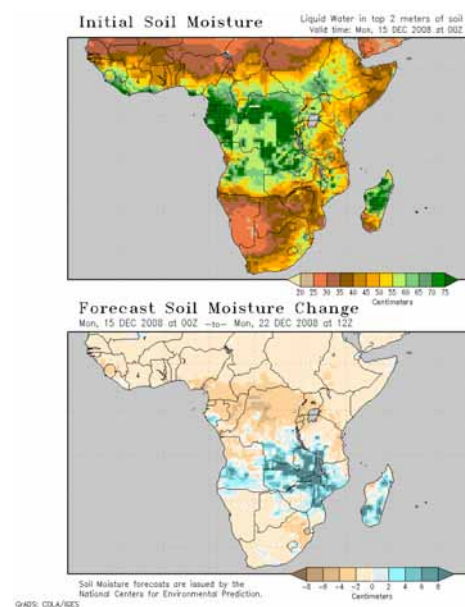 Initial Soil Moisture
Liquid Water in top 2 meters of soil
Valid time: Mon, 15 DEC 2008 at 00Z
20 25 30 35 40 45 50 55 60 65 70 75
Centimeters
Forecast Soil Moisture Change
Mon, 15 DEC 2008 at 00Z —to— Mon, 22 DEC 2008 at 12Z
Soil Moisture forecasts are issued by the
National Centers for Environmental Prediction.
-8 -6 -4 -2 0 2 4 6 8
Centimeters
GrADS: COLA/IGES